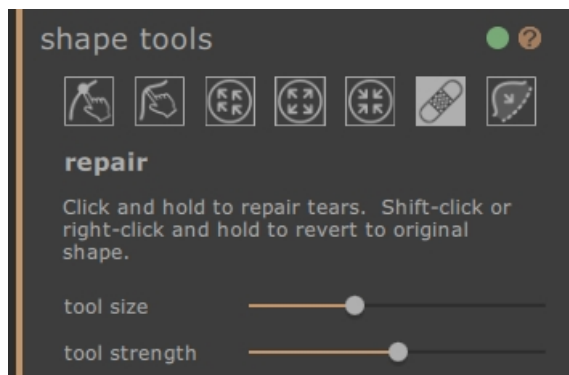 shape tools
?
repair
Click and hold to repair tears.  Shift-click or
right-click and hold to revert to original
shape.
tool size
tool strength